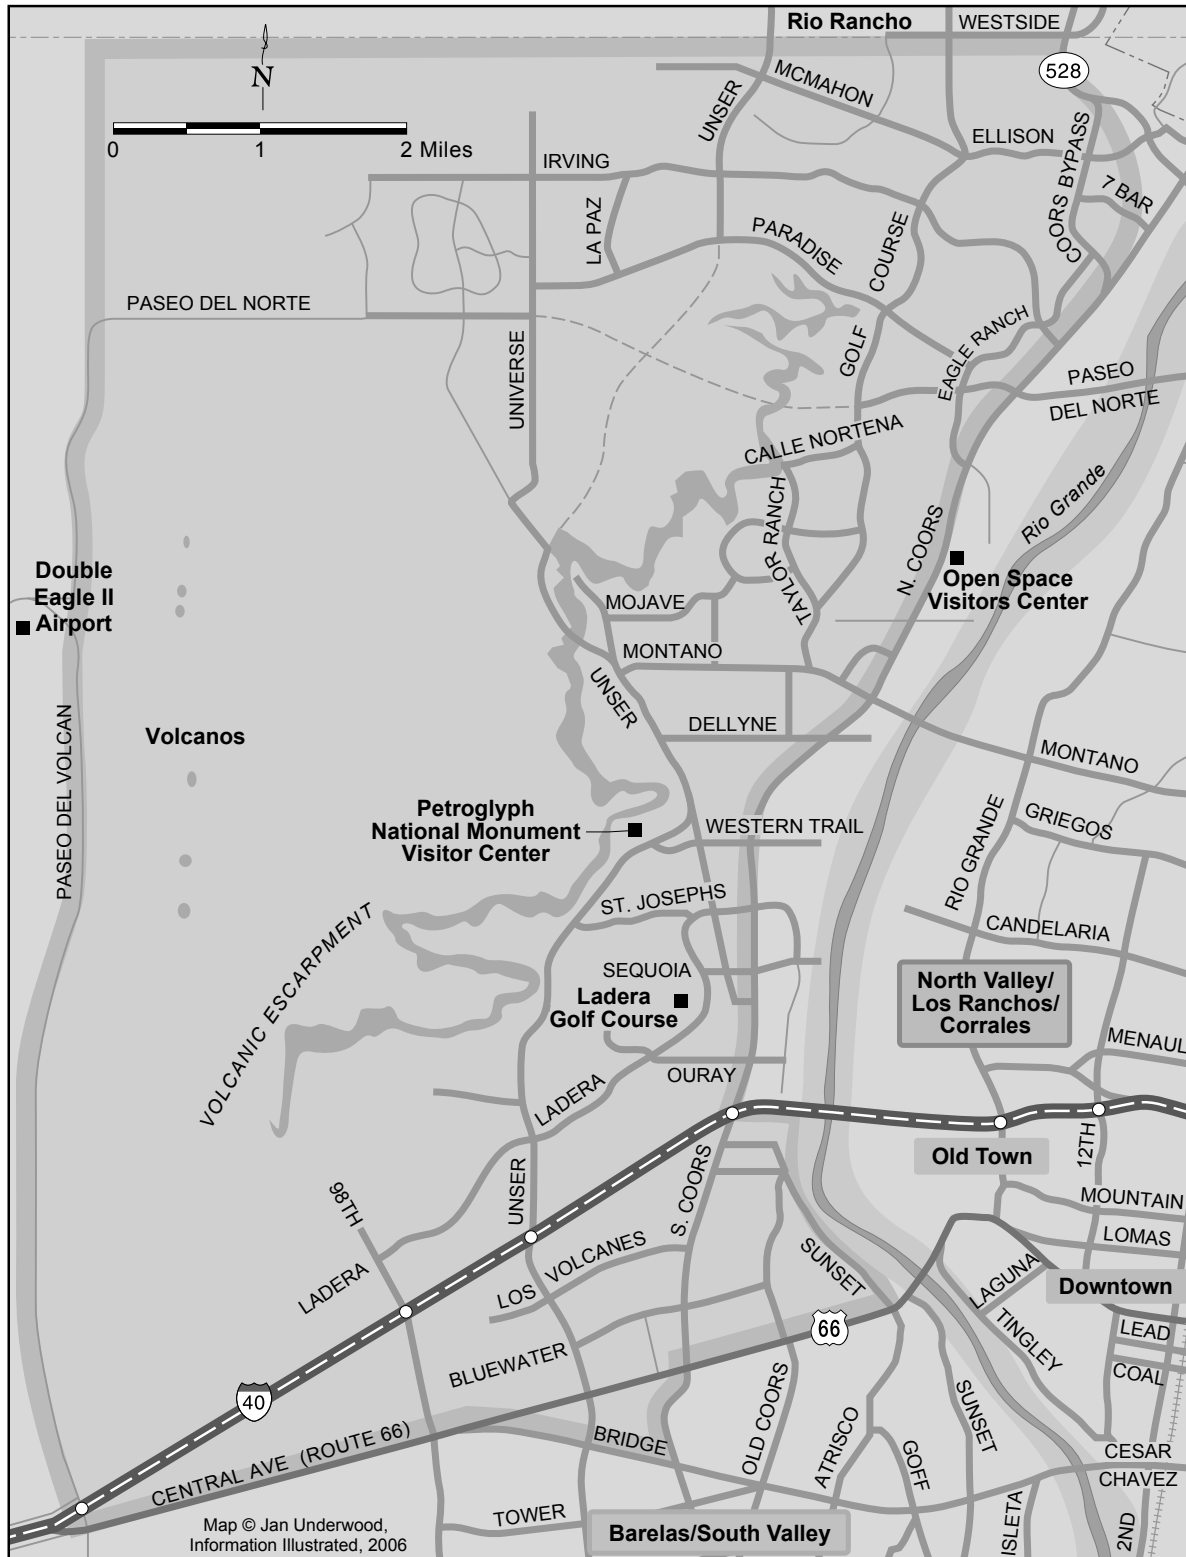 Rio Rancho
WESTSIDE
528
N
MCMAHON
UNSER
ELLISON
0 1 2 Miles
IRVING
COORS BYPASS
7 BAR
LA PAZ
PARADISE
COURSE
PASEO DEL NORTE
GOLF
EAGLE RANCH
UNIVERSE
PASEO
DEL NORTE
CALLE NORTENA
Rio Grande
TAYLOR RANCH
N. COORS
Double
Eagle II
Airport
Open Space
Visitors Center
MOJAVE
MONTANO
UNSER
DELLYNE
PASEO DEL VOLCAN
Volcanos
MONTANO
Petroglyph
National Monument
Visitor Center
WESTERN TRAIL
RIO GRANDE
GRIEGOS
ST. JOSEPHS
CANDELARIA
VOLCANIC ESCARPMENT
SEQUOIA
Ladera
Golf Course
North Valley/
Los Ranchos/
Corrales
MENAUL
OURAY
LADERA
Old Town
12TH
98TH
UNSER
S. COORS
MOUNTAIN
LOMAS
LADERA
LOS VOLCANES
SUNSET
LAGUNA
Downtown
66
TINGLEY
LEAD
COAL
BLUEWATER
40
OLD COORS
SUNSET
CENTRAL AVE (ROUTE 66)
BRIDGE
ATRISCO
GOFF
CESAR
CHAVEZ
TOWER
Barelas/South Valley
ISLETA
2ND
Map © Jan Underwood,
Information Illustrated, 2006